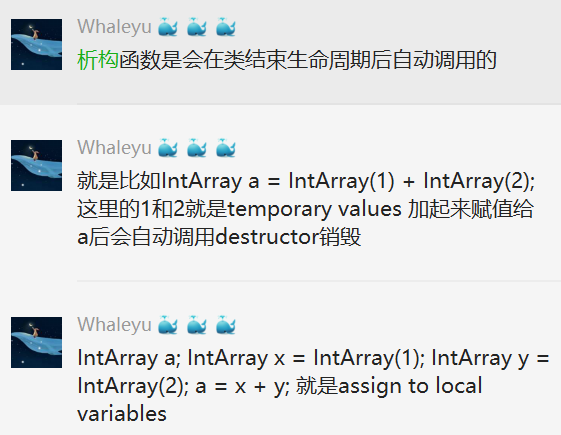 Whaleyu 🐳 🐳 🐳
析构函数是会在类结束生命周期后自动调用的
Whaleyu 🐳 🐳 🐳
就是比如IntArray a = IntArray(1) + IntArray(2);
这里的1和2就是temporary values 加起来赋值给
a后会自动调用destructor销毁
Whaleyu 🐳 🐳 🐳
IntArray a; IntArray x = IntArray(1); IntArray y =
IntArray(2); a = x + y; 就是assign to local
variables